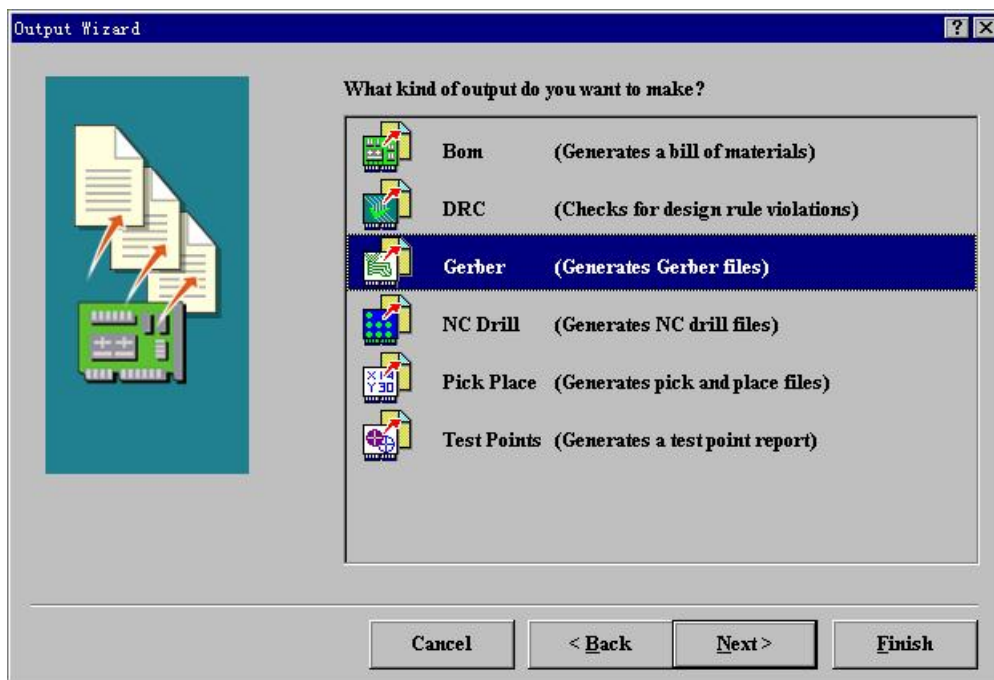 Output Wizard
What kind of output do you want to make?
Bom (Generates a bill of materials)
DRC (Checks for design rule violations)
Gerber (Generates Gerber files)
NC Drill (Generates NC drill files)
X14
Y30
Pick Place (Generates pick and place files)
Test Points (Generates a test point report)
Cancel < Back Next > Finish